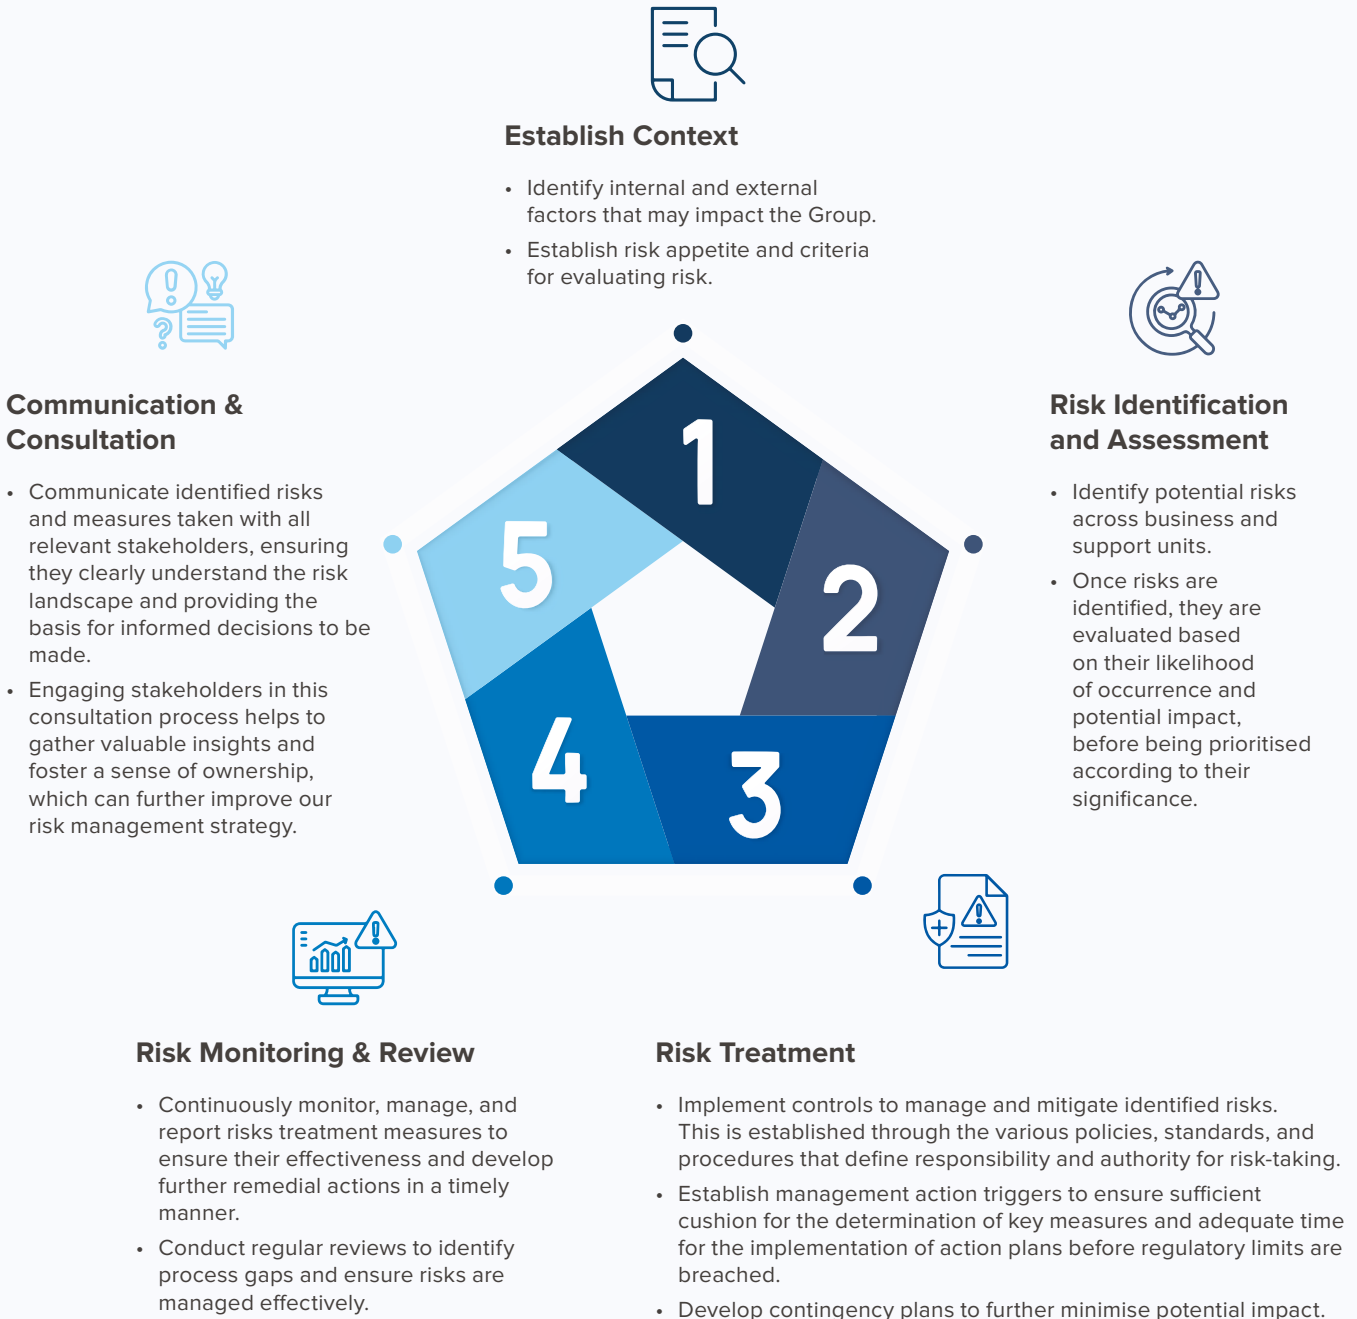 Establish Context
• Identify internal and external
factors that may impact the Group.
• Establish risk appetite and criteria
for evaluating risk.
Communication &
Consultation
• Communicate identified risks
and measures taken with all
relevant stakeholders, ensuring
they clearly understand the risk
landscape and providing the
basis for informed decisions to be
made.
• Engaging stakeholders in this
consultation process helps to
gather valuable insights and
foster a sense of ownership,
which can further improve our
risk management strategy.
1
2
3
4
5
Risk Identification
and Assessment
• Identify potential risks
across business and
support units.
• Once risks are
identified, they are
evaluated based
on their likelihood
of occurrence and
potential impact,
before being prioritised
according to their
significance.
Risk Monitoring & Review
• Continuously monitor, manage, and
report risks treatment measures to
ensure their effectiveness and develop
further remedial actions in a timely
manner.
• Conduct regular reviews to identify
process gaps and ensure risks are
managed effectively.
Risk Treatment
• Implement controls to manage and mitigate identified risks.
This is established through the various policies, standards, and
procedures that define responsibility and authority for risk-taking.
• Establish management action triggers to ensure sufficient
cushion for the determination of key measures and adequate time
for the implementation of action plans before regulatory limits are
breached.
• Develop contingency plans to further minimise potential impact.